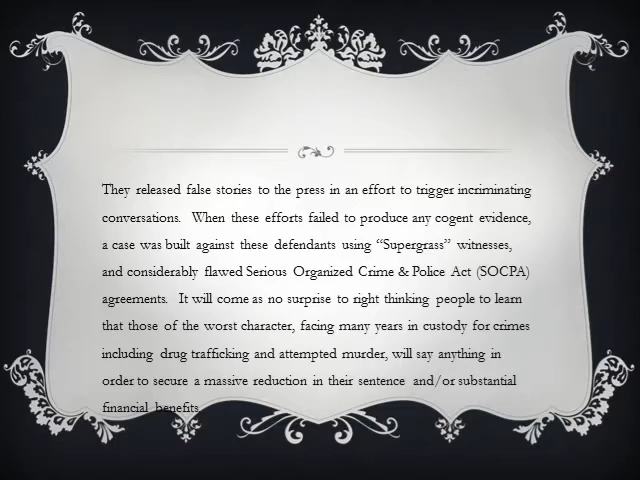 They released false stories to the press in an effort to trigger incriminating
conversations. When these efforts failed to produce any cogent evidence,
a case was built against these defendants using “Supergrass” witnesses,
and considerably flawed Serious Organized Crime & Police Act (SOCPA)
agreements. It will come as no surprise to right thinking people to learn
that those of the worst character, facing many years in custody for crimes
including drug trafficking and attempted murder, will say anything in
order to secure a massive reduction in their sentence and/or substantial
financial benefits.